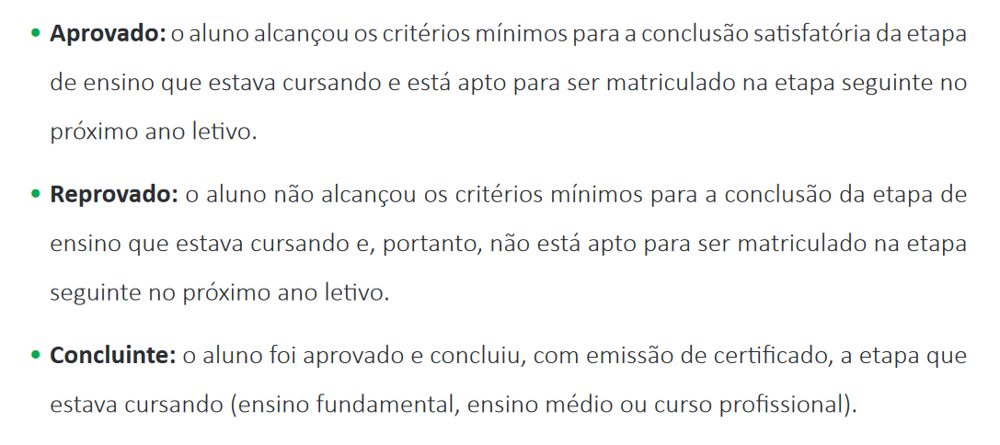 • Aprovado: o aluno alcançou os critérios mínimos para a conclusão satisfatória da etapa
de ensino que estava cursando e está apto para ser matriculado na etapa seguinte no
próximo ano letivo.
• Reprovado: o aluno não alcançou os critérios mínimos para a conclusão da etapa de
ensino que estava cursando e, portanto, não está apto para ser matriculado na etapa
seguinte no próximo ano letivo.
• Concluinte: o aluno foi aprovado e concluiu, com emissão de certificado, a etapa que
estava cursando (ensino fundamental, ensino médio ou curso profissional).